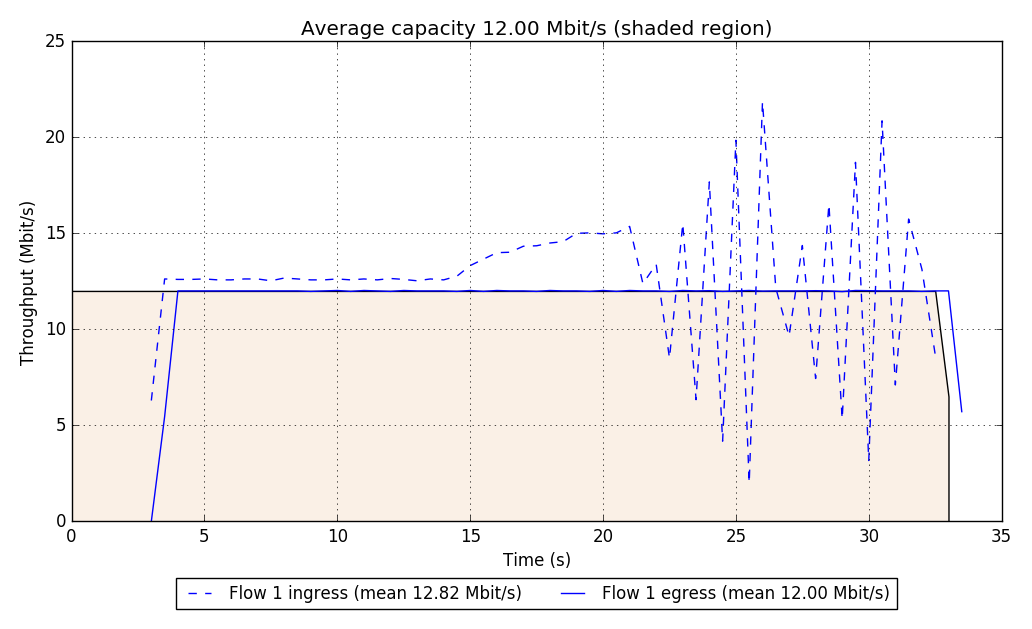 Average capacity 12.00 Mbit/s (shaded region)
25
20
15
10
5
0
Throughput (Mbit/s)
0 5 10 15 20 25 30 35
Time (s)
Flow 1 ingress (mean 12.82 Mbit/s) Flow 1 egress (mean 12.00 Mbit/s)